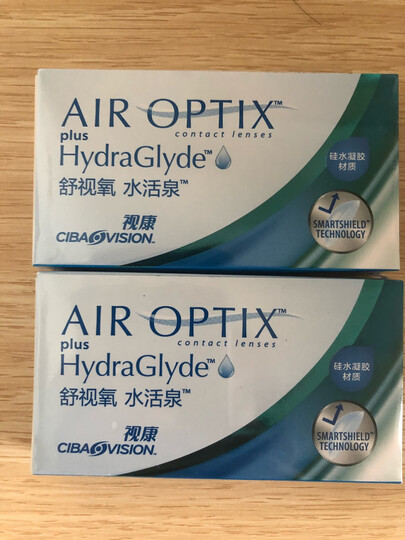 AIR OPTIX™
contact lenses
plus
HydraGlyde™
舒视氧 水活泉™
硅水凝胶
材质
视康
CIBA VISION.
SMARTSHIELD™
TECHNOLOGY
AIR OPTIX™
contact lenses
plus
HydraGlyde™
舒视氧 水活泉™
硅水凝胶
材质
视康
CIBA VISION.
SMARTSHIELD™
TECHNOLOGY